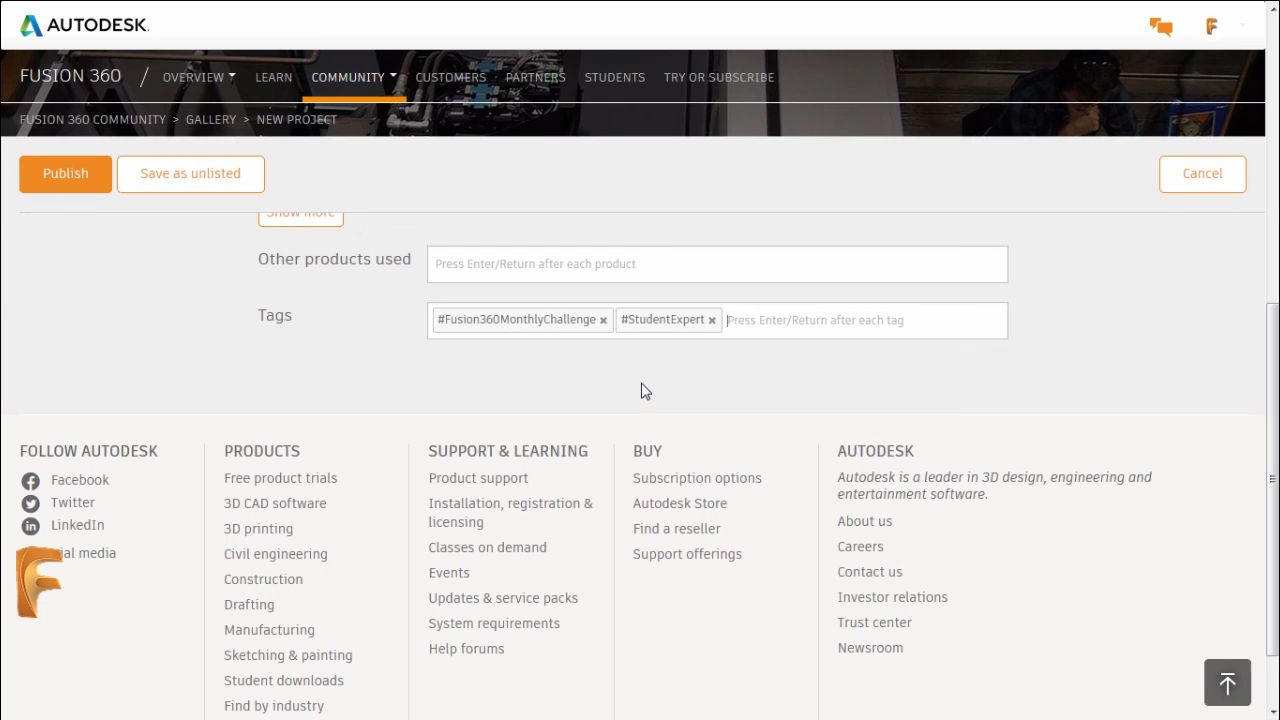 AUTODESK.
FUSION 360 / OVERVIEW LEARN COMMUNITY CUSTOMERS PARTNERS STUDENTS TRY OR SUBSCRIBE
FUSION 360 COMMUNITY > GALLERY > NEW PROJECT
Publish Save as unlisted Cancel
Show more
Other products used Press Enter/Return after each product
Tags #Fusion360MonthlyChallenge × #StudentExpert × Press Enter/Return after each tag
FOLLOW AUTODESK
Facebook
Twitter
LinkedIn
ial media
PRODUCTS
Free product trials
3D CAD software
3D printing
Civil engineering
Construction
Drafting
Manufacturing
Sketching & painting
Student downloads
Find by industry
SUPPORT & LEARNING
Product support
Installation, registration &
licensing
Classes on demand
Events
Updates & service packs
System requirements
Help forums
BUY
Subscription options
Autodesk Store
Find a reseller
Support offerings
AUTODESK
Autodesk is a leader in 3D design, engineering and
entertainment software.
About us
Careers
Contact us
Investor relations
Trust center
Newsroom